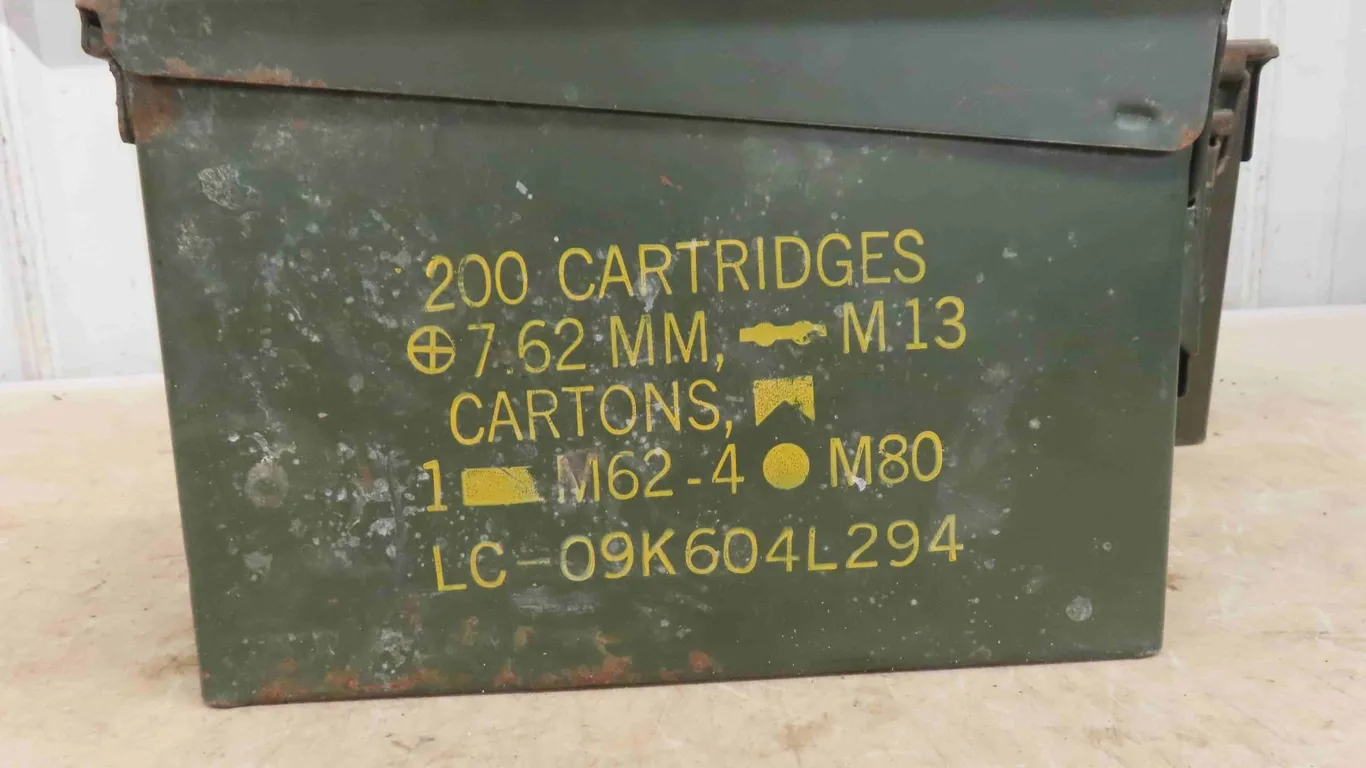 200 CARTRIDGES
7.62 MM, M13
CARTONS,
1 M62-4 M80
LC-09K604L294